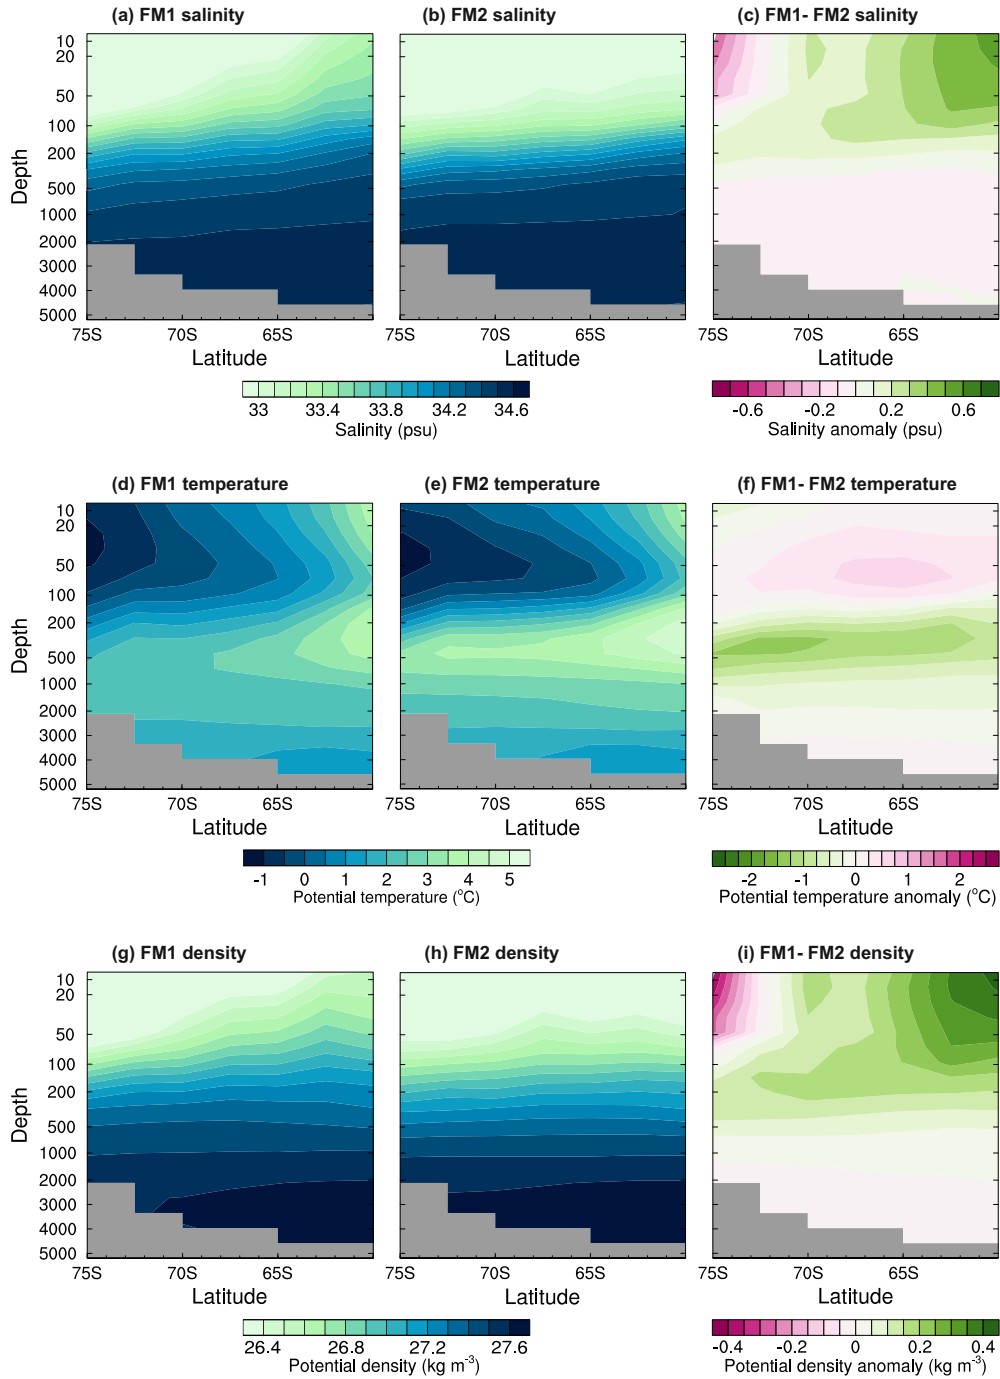 (a) FM1 salinity
(b) FM2 salinity
(c) FM1- FM2 salinity
Depth
10
20
50
100
200
500
1000
2000
3000
4000
5000
75S 70S 65S
75S 70S 65S
75S 70S 65S
Latitude
Latitude
Latitude
33 33.4 33.8 34.2 34.6
Salinity (psu)
-0.6 -0.2 0.2 0.6
Salinity anomaly (psu)
(d) FM1 temperature
(e) FM2 temperature
(f) FM1- FM2 temperature
Depth
10
20
50
100
200
500
1000
2000
3000
4000
5000
75S 70S 65S
75S 70S 65S
75S 70S 65S
Latitude
Latitude
Latitude
-1 0 1 2 3 4 5
Potential temperature (°C)
-2 -1 0 1 2
Potential temperature anomaly (°C)
(g) FM1 density
(h) FM2 density
(i) FM1- FM2 density
Depth
10
20
50
100
200
500
1000
2000
3000
4000
5000
75S 70S 65S
75S 70S 65S
75S 70S 65S
Latitude
Latitude
Latitude
26.4 26.8 27.2 27.6
Potential density (kg m⁻³)
-0.4 -0.2 0 0.2 0.4
Potential density anomaly (kg m⁻³)